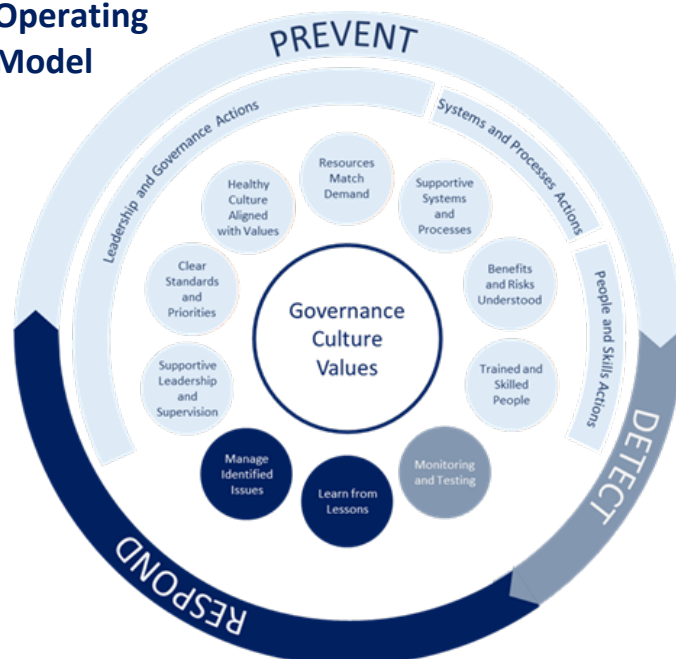 Operating
Model
PREVENT
Leadership and Governance Actions
Systems and Processes Actions
People and Skills Actions
Resources
Match
Demand
Healthy
Culture
Aligned
with Values
Supportive
Systems
and
Processes
Clear
Standards
and
Priorities
Benefits
and Risks
Understood
Governance
Culture
Values
Supportive
Leadership
and
Supervision
Trained and
Skilled
People
Manage
Identified
Issues
Learn from
Lessons
Monitoring
and Testing
DETECT
RESPOND